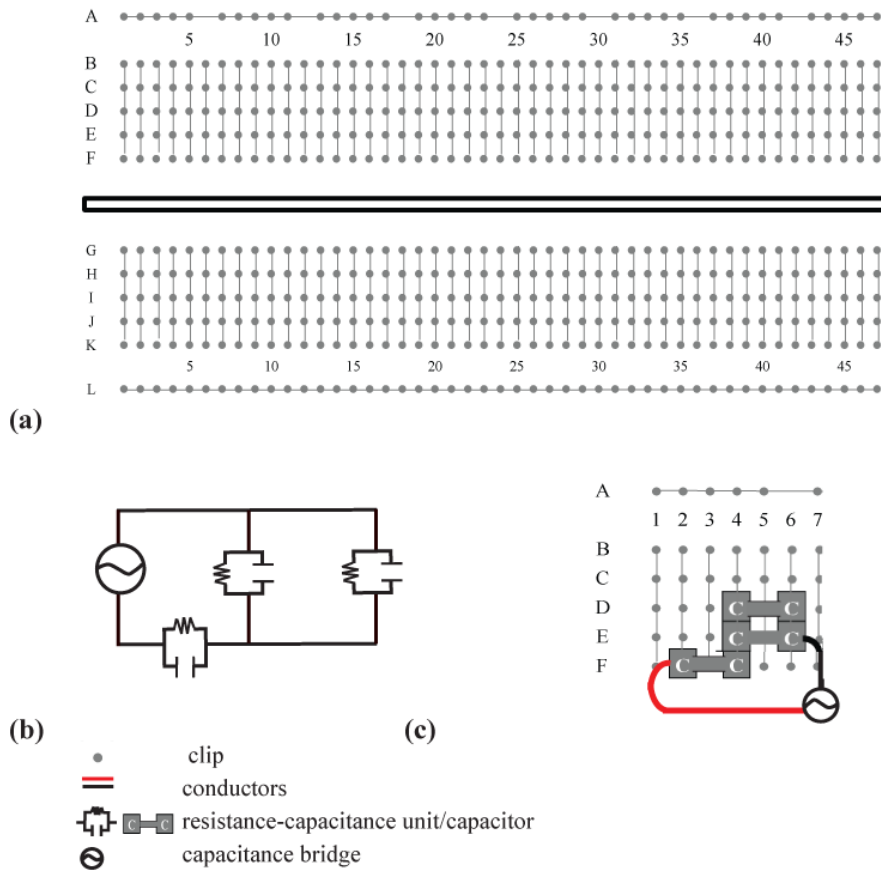 A
5 10 15 20 25 30 35 40 45
B
C
D
E
F
G
H
I
J
K
5 10 15 20 25 30 35 40 45
L
(a)
A
1 2 3 4 5 6 7
B
C
D C C
E C C
F C C
(b)
(c)
clip
conductors
C C resistance-capacitance unit/capacitor
capacitance bridge